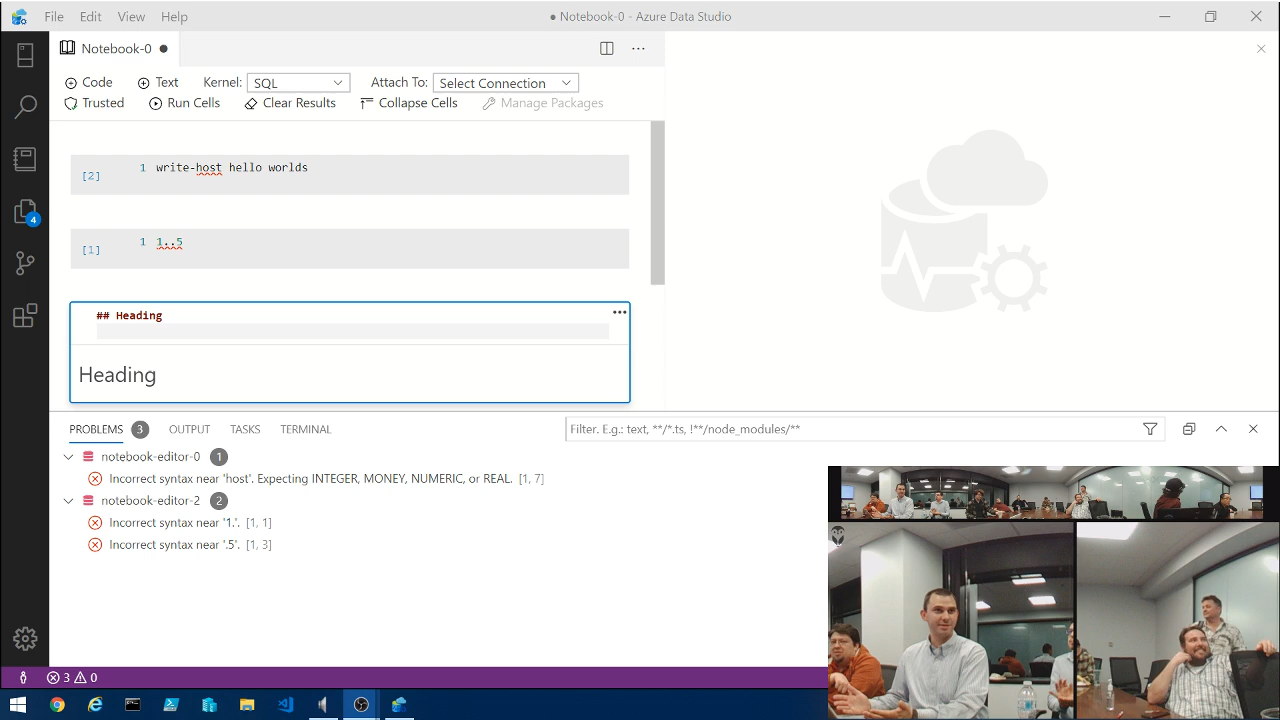 File Edit View Help
● Notebook-0 - Azure Data Studio
Notebook-0 ●
Code Text Kernel: SQL Attach To: Select Connection
Trusted Run Cells Clear Results Collapse Cells Manage Packages
[2] 1 write-host hello worlds
[1] 1 1..5
## Heading
Heading
4
PROBLEMS 3 OUTPUT TASKS TERMINAL Filter. E.g.: text, **/*.ts, !**/node_modules/**
notebook-editor-0 1
Incorrect syntax near 'host'. Expecting INTEGER, MONEY, NUMERIC, or REAL. [1, 7]
notebook-editor-2 2
Incorrect syntax near '1.'. [1, 1]
Incorrect syntax near '.5'. [1, 3]
3 0